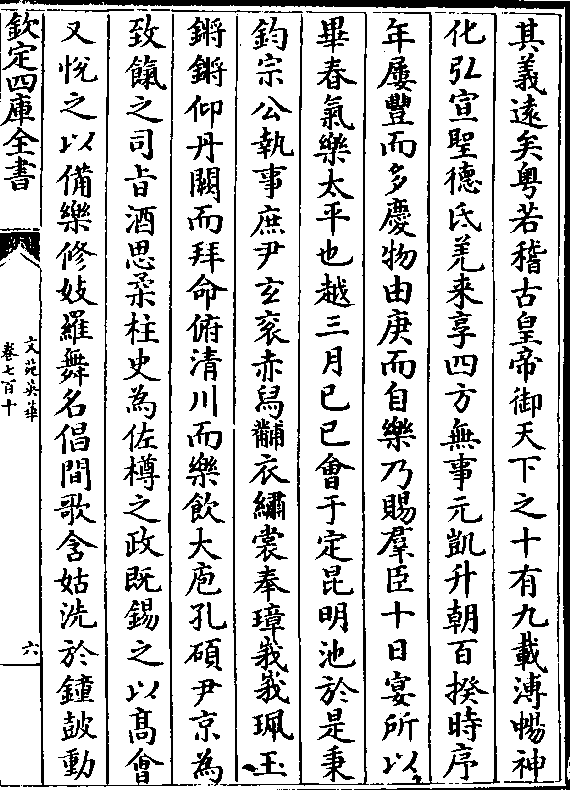 其義遠矣粤若稽古皇帝御天下之十有九載溥暢神
化弘宣聖德氐羌来享四方無事元凱升朝百揆時序
年屢豐而多慶物由庚而自樂乃賜羣臣十日宴所以
畢春氣樂太平也越三月已已會于定昆明池於是秉
鈞宗公執事庶尹玄衮赤舄黼衣繡裳奉璋峩峩珮玉
鏘鏘仰丹闕而拜命俯清川而樂飲大庖孔碩尹京為
致餼之司旨酒思柔柱史為佐樽之政既錫之以髙會
又悅之以備樂修妓羅舞名倡間歌含姑洗於鐘鼔動
欽定四庫全書
文苑英華
卷七百十
六